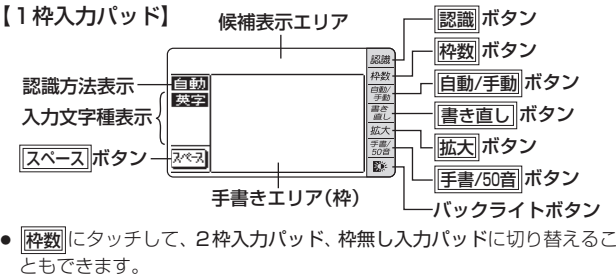 【1枠入力パッド】
候補表示エリア
認識 ボタン
枠数 ボタン
自動/手動 ボタン
書き直し ボタン
拡大 ボタン
手書/50音 ボタン
バックライトボタン
認識方法表示
入力文字種表示
スペース ボタン
自動
英字
スペース
認識
枠数
自動/
手動
書き
直し
拡大
手書/
50音
手書きエリア(枠)
● 枠数 にタッチして、2枠入力パッド、枠無し入力パッドに切り替えるこ
ともできます。